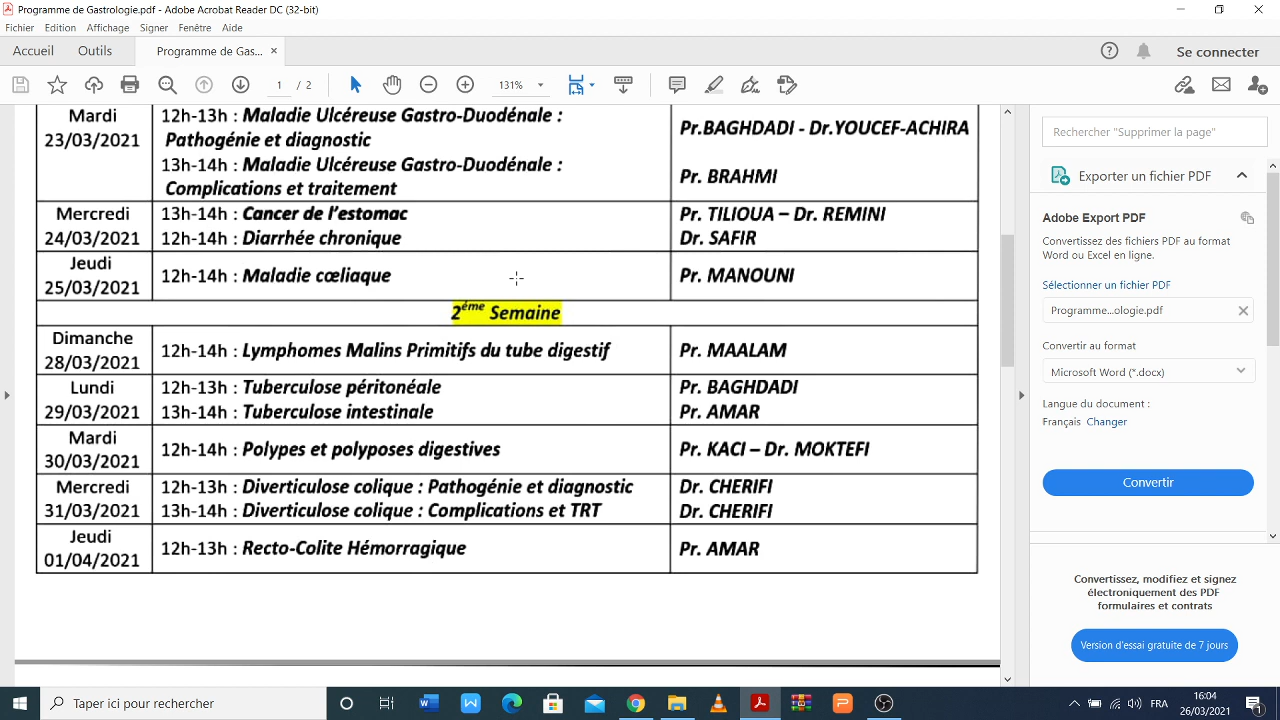 Programme de Gastrologie.pdf - Adobe Acrobat Reader DC (32-bit)
Fichier Edition Affichage Signer Fenêtre Aide
Accueil Outils Programme de Gas... × Se connecter
1 / 2 131%
Mardi
23/03/2021
12h-13h : Maladie Ulcéreuse Gastro-Duodénale :
Pathogénie et diagnostic
13h-14h : Maladie Ulcéreuse Gastro-Duodénale :
Complications et traitement
Pr.BAGHDADI - Dr.YOUCEF-ACHIRA
Pr. BRAHMI
Mercredi
24/03/2021
13h-14h : Cancer de l'estomac
12h-14h : Diarrhée chronique
Pr. TILIOUA – Dr. REMINI
Dr. SAFIR
Jeudi
25/03/2021
12h-14h : Maladie cœliaque
Pr. MANOUNI
2éme Semaine
Dimanche
28/03/2021
12h-14h : Lymphomes Malins Primitifs du tube digestif
Pr. MAALAM
Lundi
29/03/2021
12h-13h : Tuberculose péritonéale
13h-14h : Tuberculose intestinale
Pr. BAGHDADI
Pr. AMAR
Mardi
30/03/2021
12h-14h : Polypes et polyposes digestives
Pr. KACI – Dr. MOKTEFI
Mercredi
31/03/2021
12h-13h : Diverticulose colique : Pathogénie et diagnostic
13h-14h : Diverticulose colique : Complications et TRT
Dr. CHERIFI
Dr. CHERIFI
Jeudi
01/04/2021
12h-13h : Recto-Colite Hémorragique
Pr. AMAR
Rechercher "Supprimer la page"
Exporter un fichier PDF
Adobe Export PDF
Convertissez des fichiers PDF au format
Word ou Excel en ligne.
Sélectionner un fichier PDF
Programme...ologie.pdf
Convertir au format
Microsoft Word (*.docx)
Langue du document :
Français Changer
Convertir
Convertissez, modifiez et signez
électroniquement des PDF
formulaires et contrats
Version d'essai gratuite de 7 jours
Taper ici pour rechercher
FRA
16:04
26/03/2021